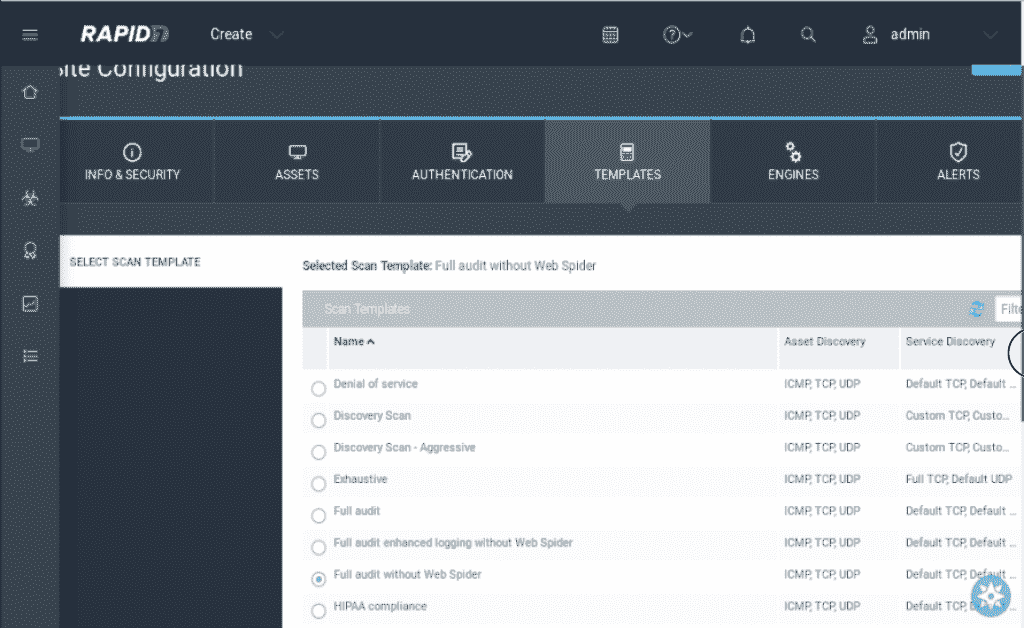 RAPID7 Create admin
Site Configuration
INFO & SECURITY ASSETS AUTHENTICATION TEMPLATES ENGINES ALERTS
SELECT SCAN TEMPLATE
Selected Scan Template: Full audit without Web Spider
Scan Templates Filte
Name Asset Discovery Service Discovery
Denial of service ICMP, TCP, UDP Default TCP, Default ...
Discovery Scan ICMP, TCP, UDP Custom TCP, Custo...
Discovery Scan - Aggressive ICMP, TCP, UDP Custom TCP, Custo...
Exhaustive ICMP, TCP, UDP Full TCP, Default UDP
Full audit ICMP, TCP, UDP Default TCP, Default ...
Full audit enhanced logging without Web Spider ICMP, TCP, UDP Default TCP, Default ...
Full audit without Web Spider ICMP, TCP, UDP Default TCP, Default ...
HIPAA compliance ICMP, TCP, UDP Default TCP, ...